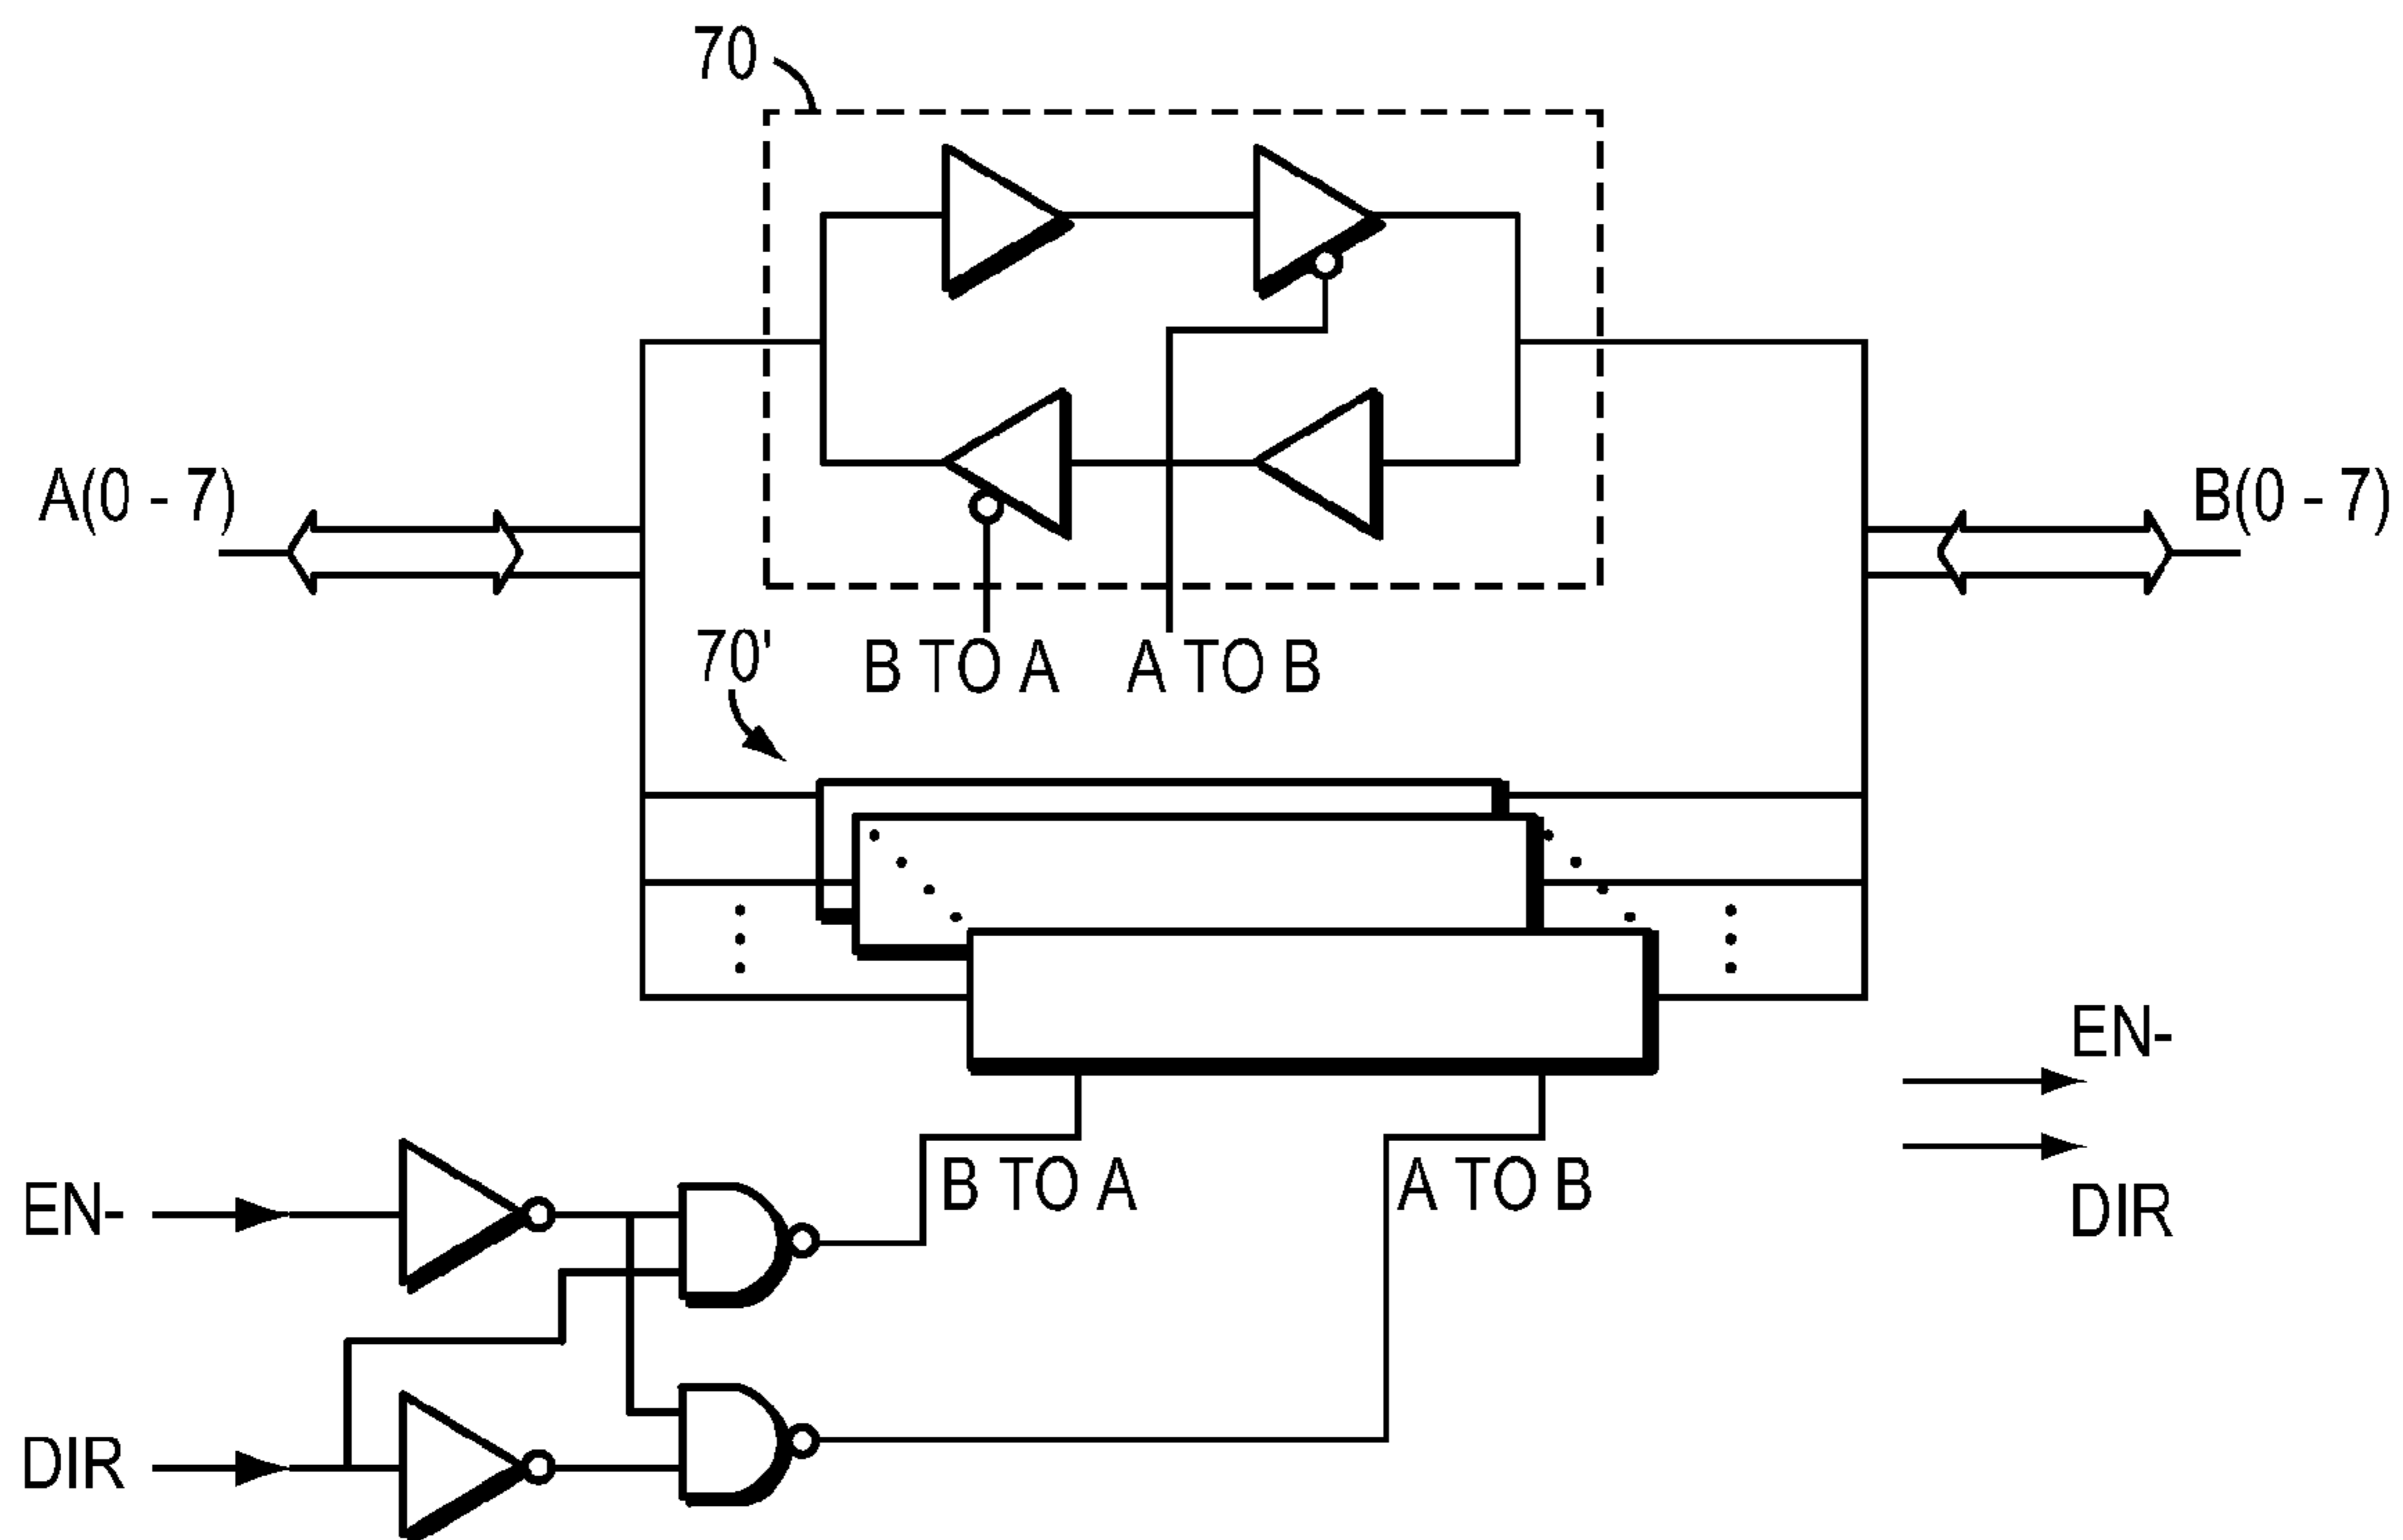 70
A(0 - 7)
B(0 - 7)
B TO A
A TO B
70'
EN-
DIR
B TO A
A TO B
EN-
DIR